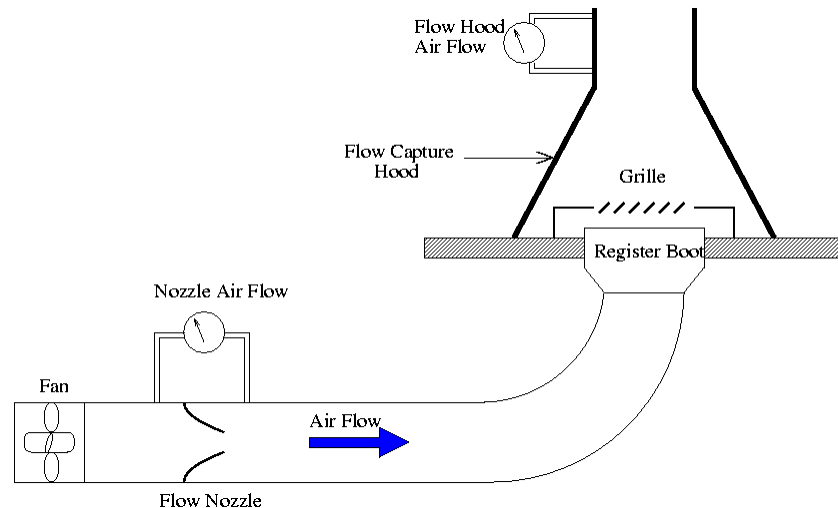 Flow Hood
Air Flow
Flow Capture
Hood
Grille
Register Boot
Nozzle Air Flow
Fan
Air Flow
Flow Nozzle